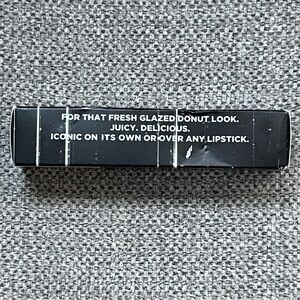 FOR THAT FRESH GLAZED DONUT LOOK.
JUICY. DELICIOUS.
ICONIC ON ITS OWN OR OVER ANY LIPSTICK.